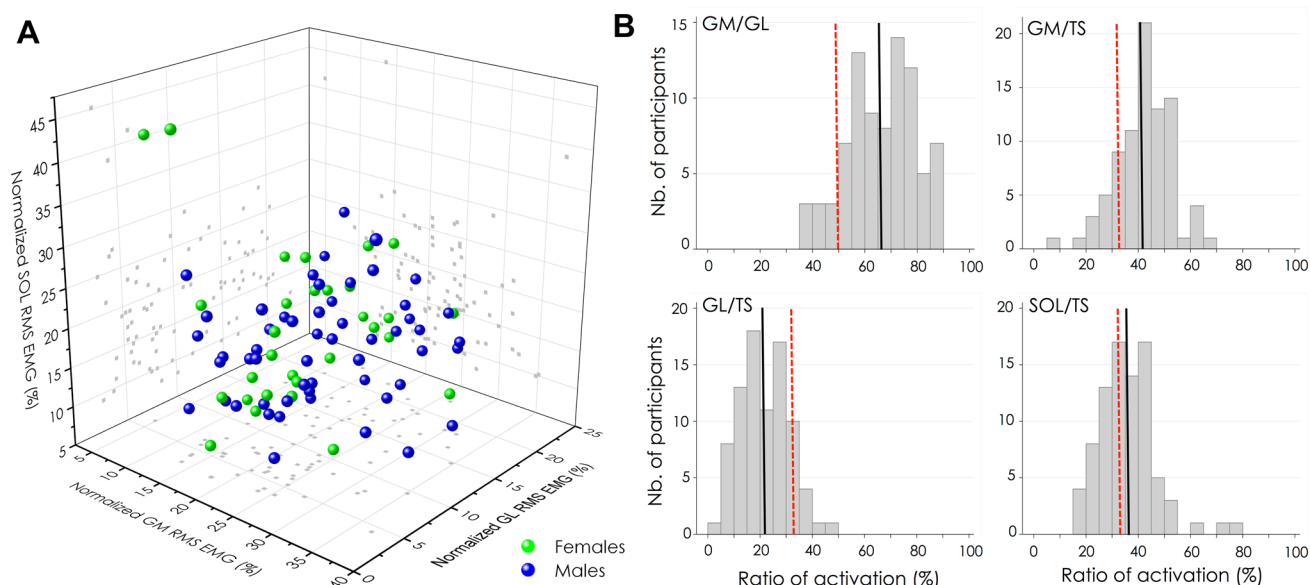 A
45
40
35
30
25
20
15
10
5
Normalized SOL RMS EMG (%)
5
10
15
20
25
30
35
40
Normalized GM RMS EMG (%)
0
5
10
15
20
25
Normalized GL RMS EMG (%)
Females
Males
B
GM/GL
15
10
5
0
Nb. of participants
0 20 40 60 80 100
GM/TS
20
15
10
5
0
0 20 40 60 80 100
GL/TS
20
15
10
5
0
Nb. of participants
0 20 40 60 80 100
Ratio of activation (%)
SOL/TS
20
15
10
5
0
0 20 40 60 80 100
Ratio of activation (%)